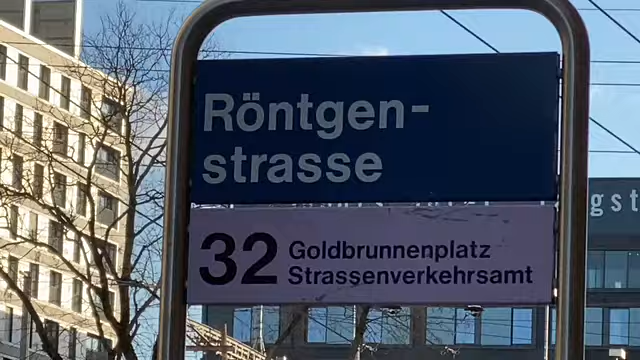 Röntgen-
strasse
32 Goldbrunnenplatz
Strassenverkehrsamt